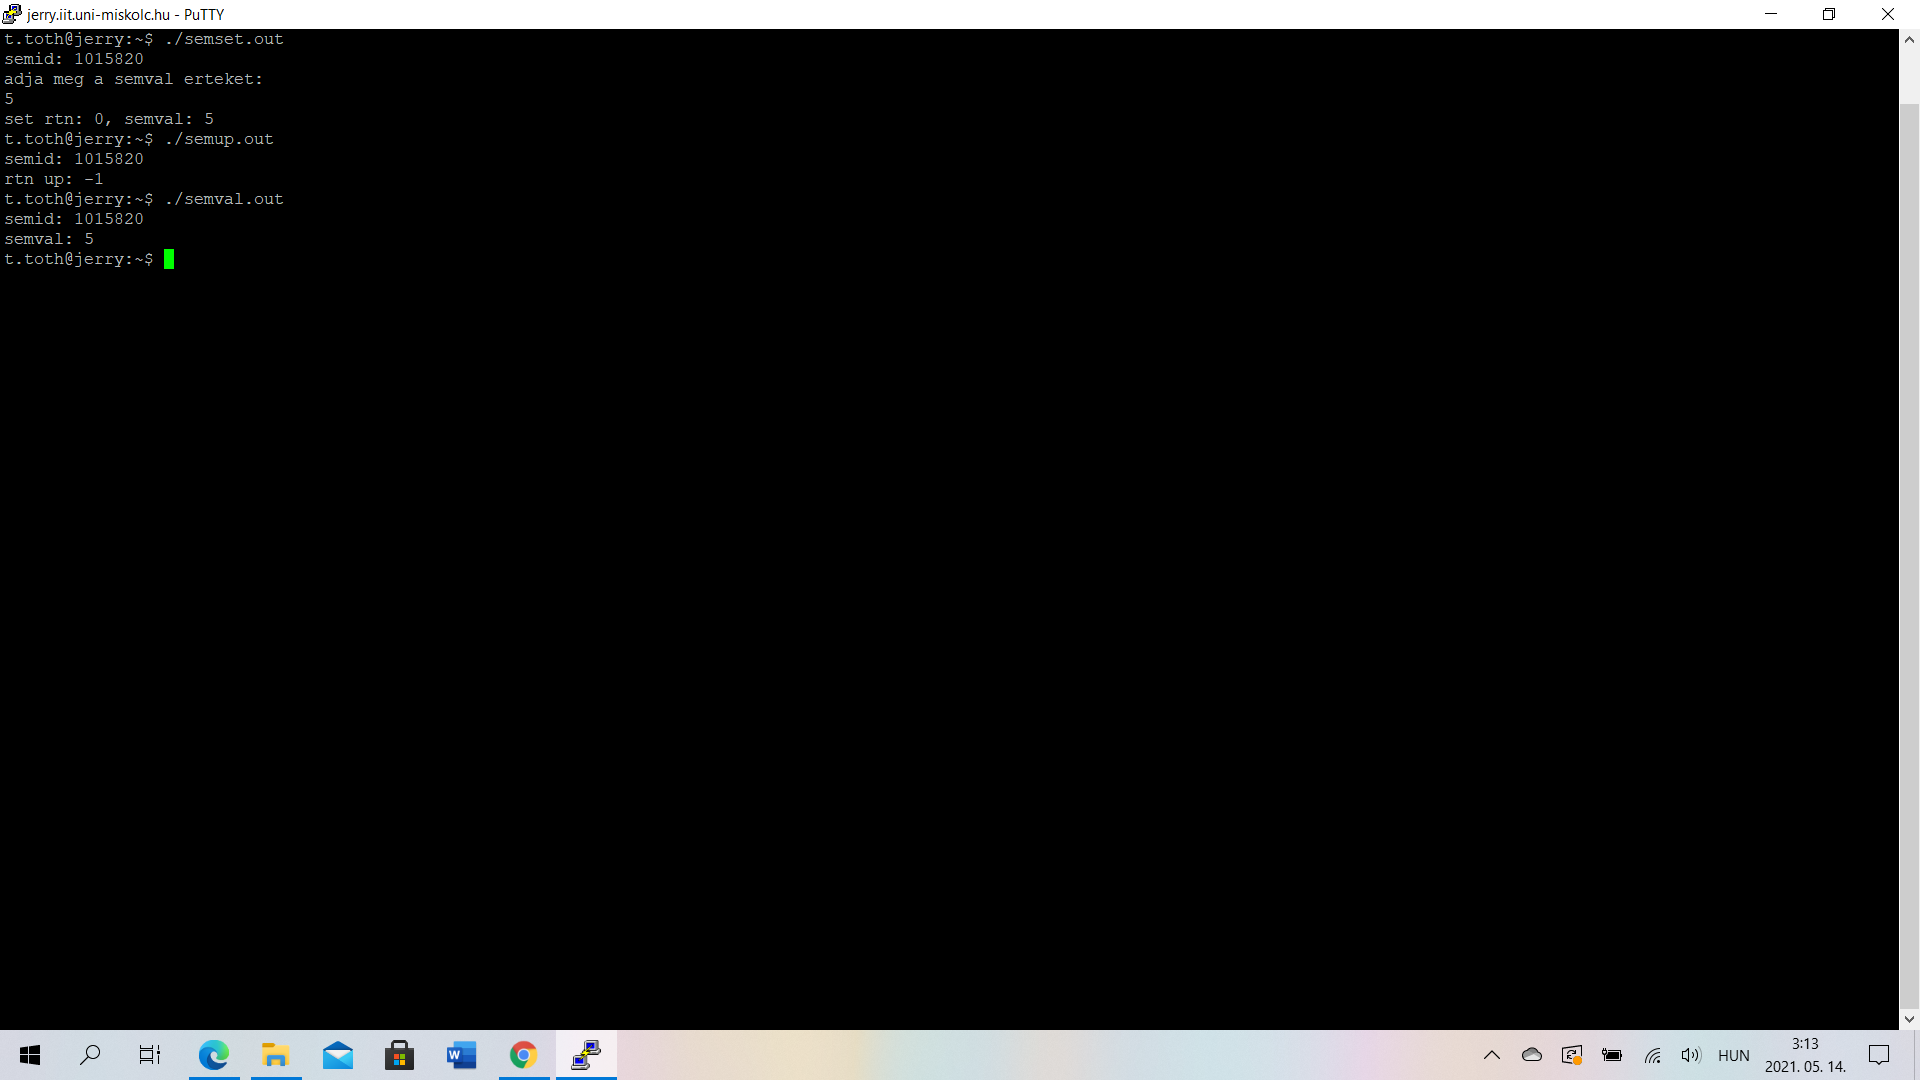 jerry.iit.uni-miskolc.hu - PuTTY
t.toth@jerry:~$ ./semset.out
semid: 1015820
adja meg a semval erteket:
5
set rtn: 0, semval: 5
t.toth@jerry:~$ ./semup.out
semid: 1015820
rtn up: -1
t.toth@jerry:~$ ./semval.out
semid: 1015820
semval: 5
t.toth@jerry:~$
W
HUN
3:13
2021. 05. 14.